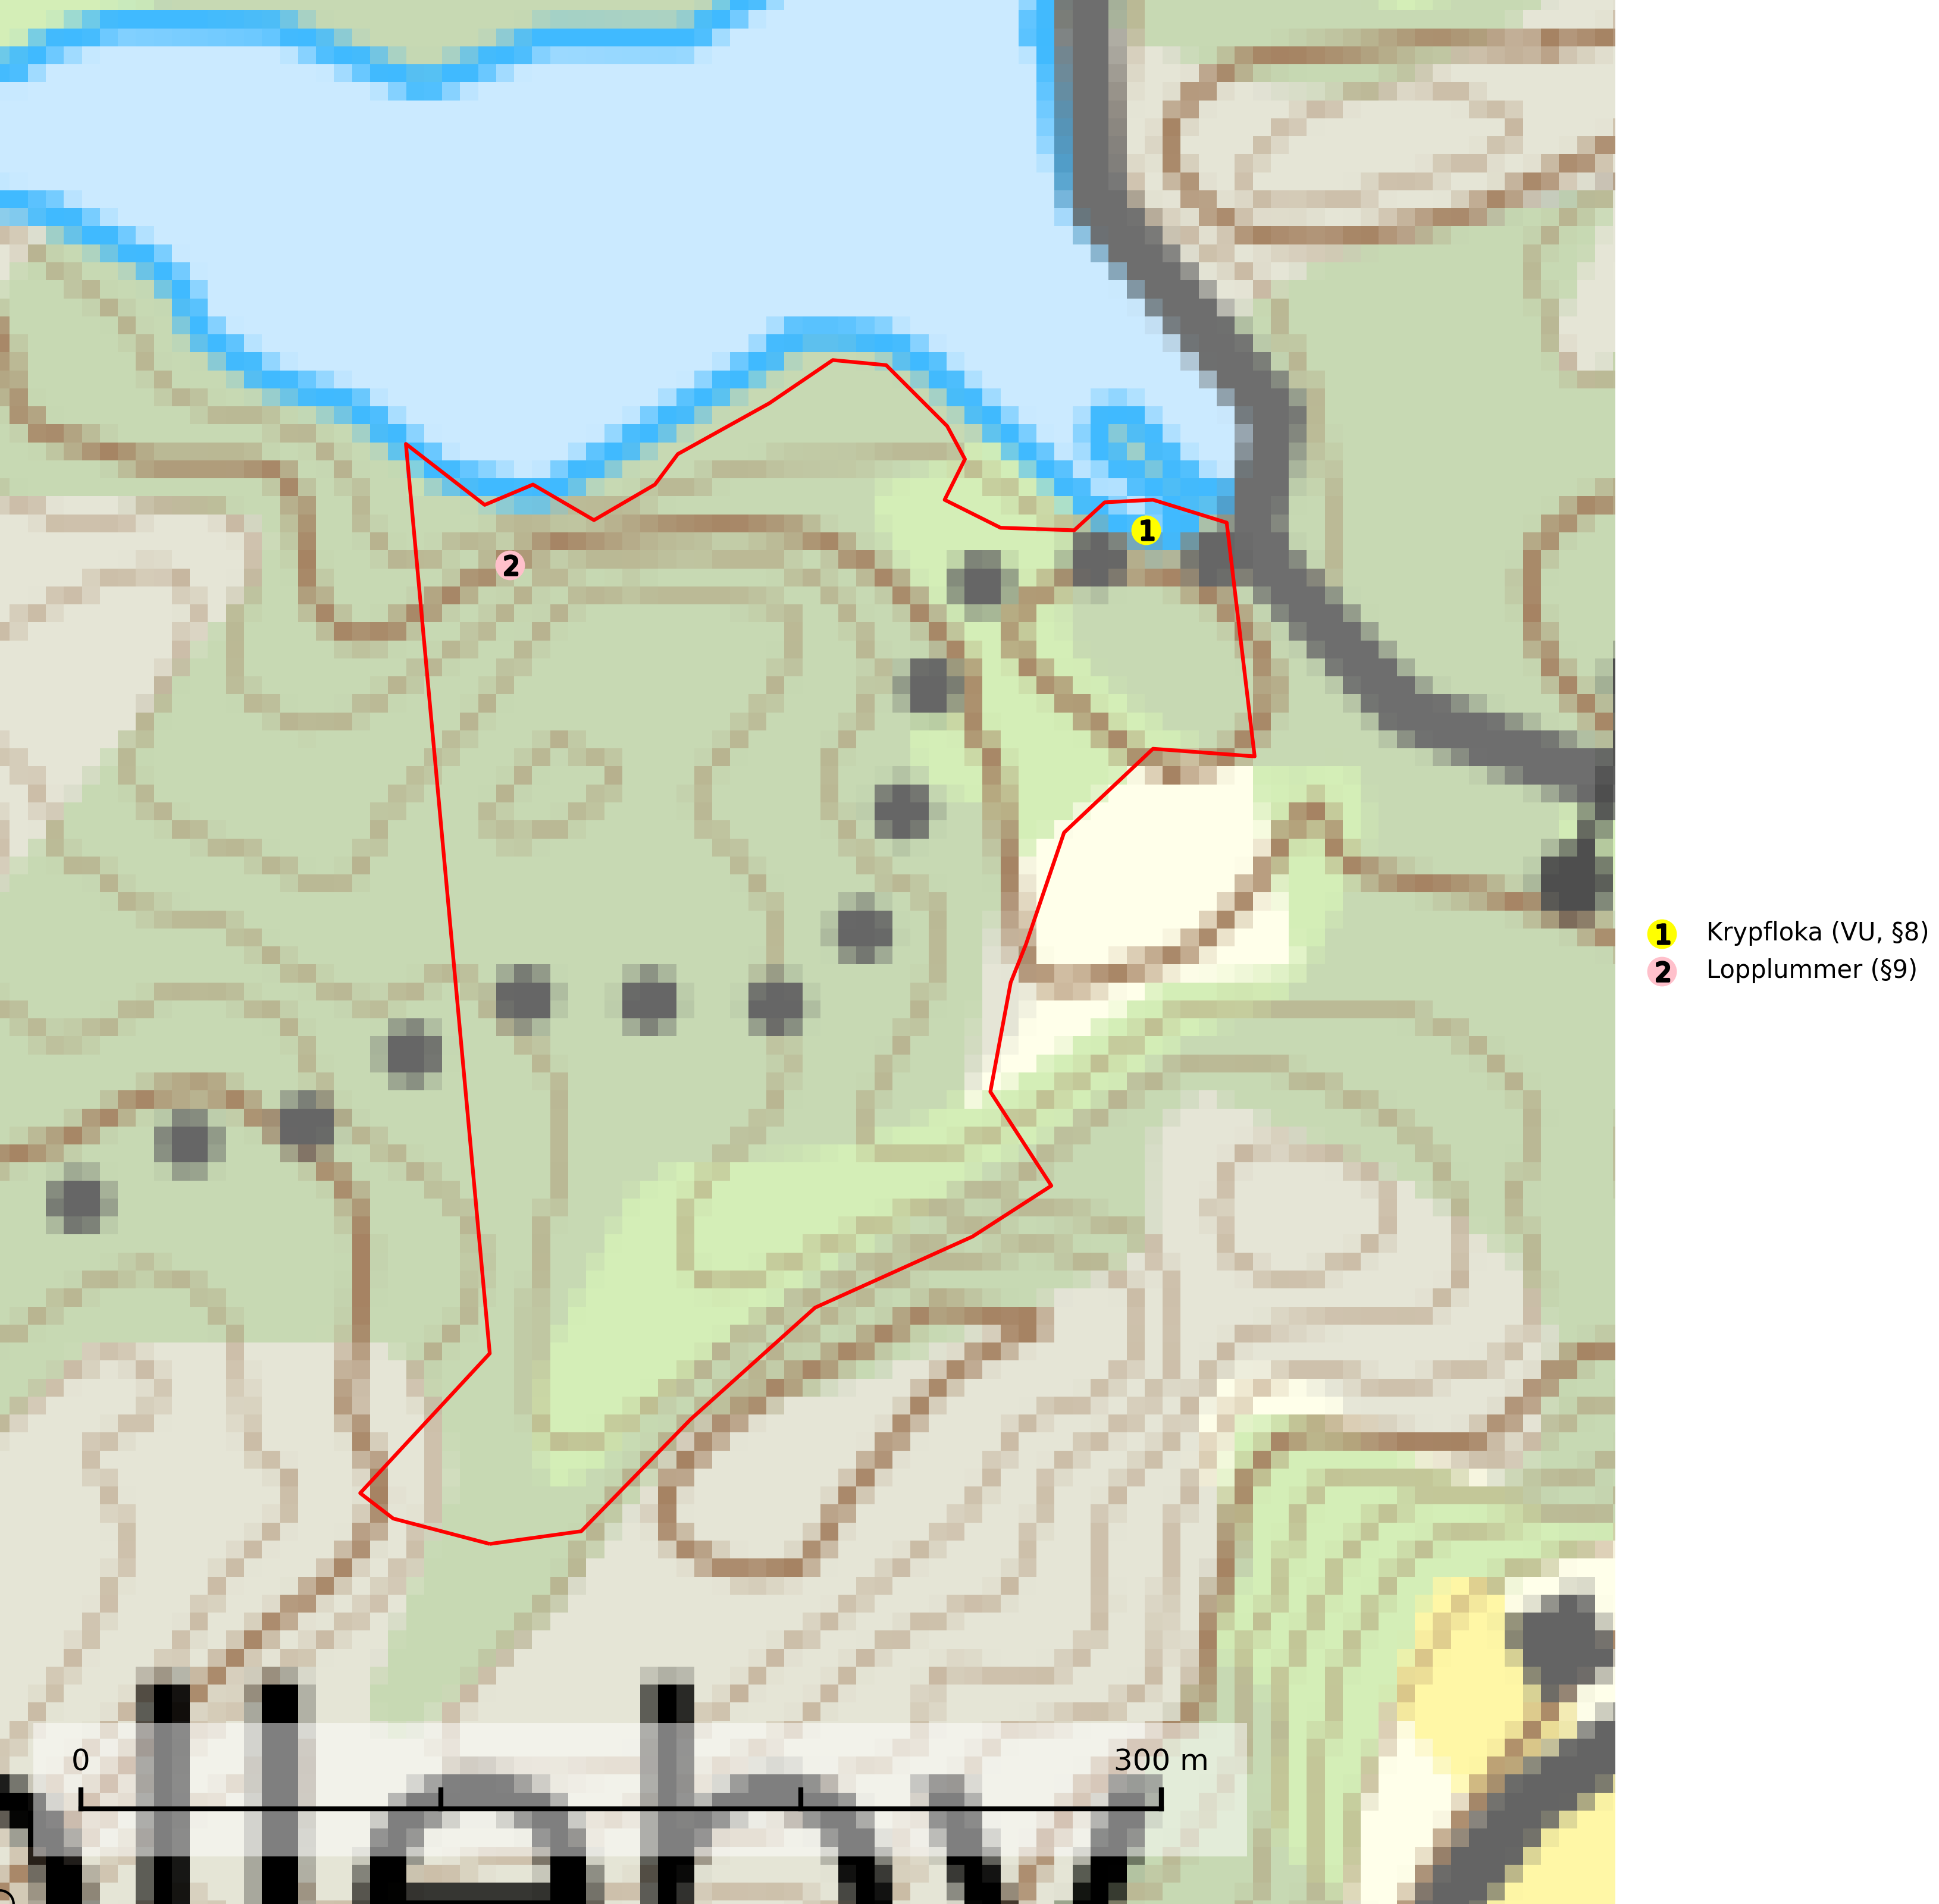 2
1
1 Krypfloka (VU, §8)
2 Lopplummer (§9)
0 300 m